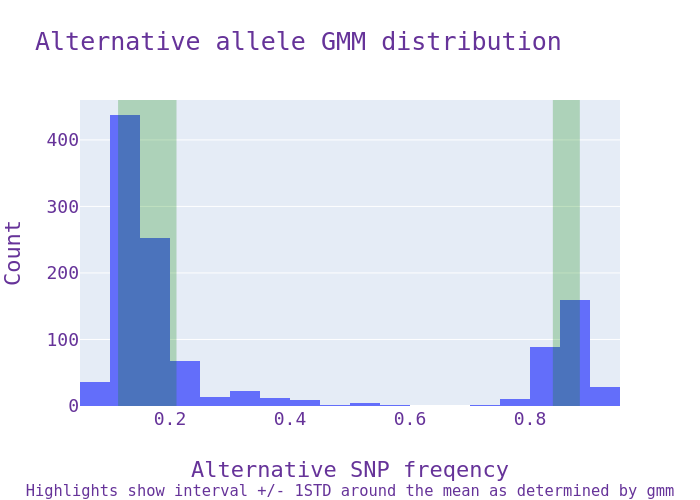 Alternative allele GMM distribution
Count
400
300
200
100
0
0.2 0.4 0.6 0.8
Alternative SNP freqency
Highlights show interval +/- 1STD around the mean as determined by gmm